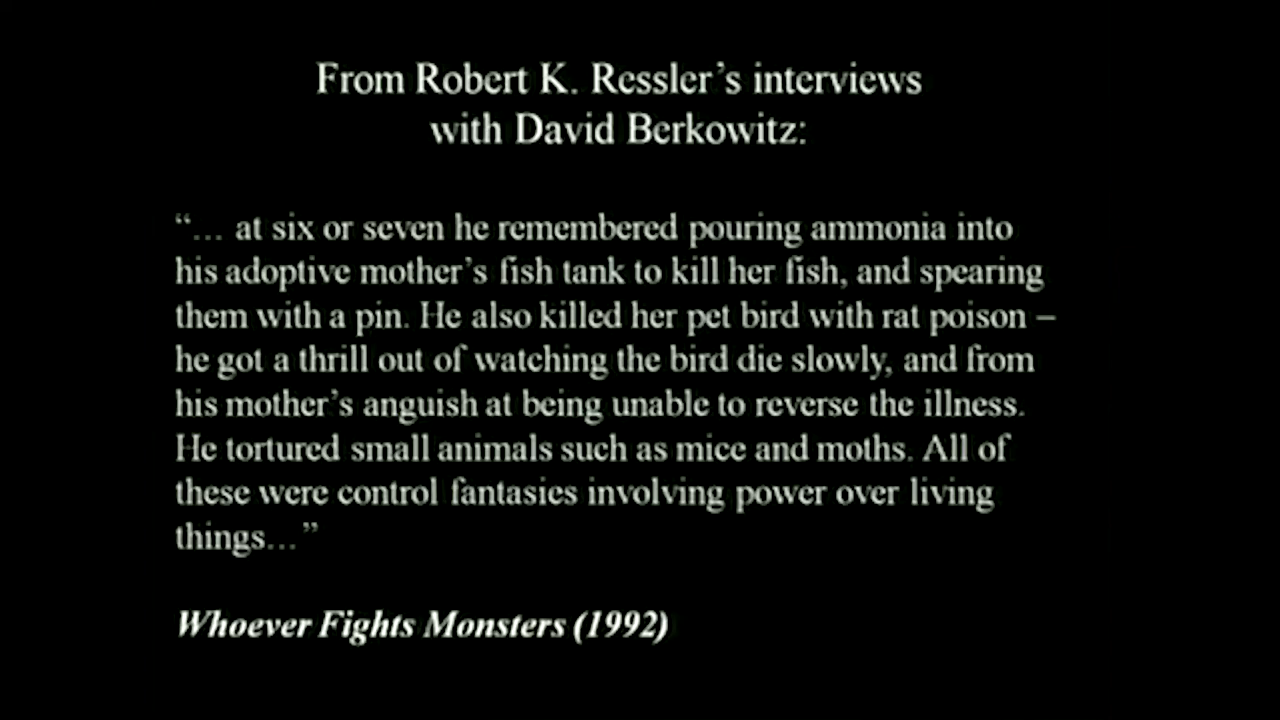 From Robert K. Ressler’s interviews
with David Berkowitz:
“... at six or seven he remembered pouring ammonia into
his adoptive mother’s fish tank to kill her fish, and spearing
them with a pin. He also killed her pet bird with rat poison –
he got a thrill out of watching the bird die slowly, and from
his mother’s anguish at being unable to reverse the illness.
He tortured small animals such as mice and moths. All of
these were control fantasies involving power over living
things...”
Whoever Fights Monsters (1992)